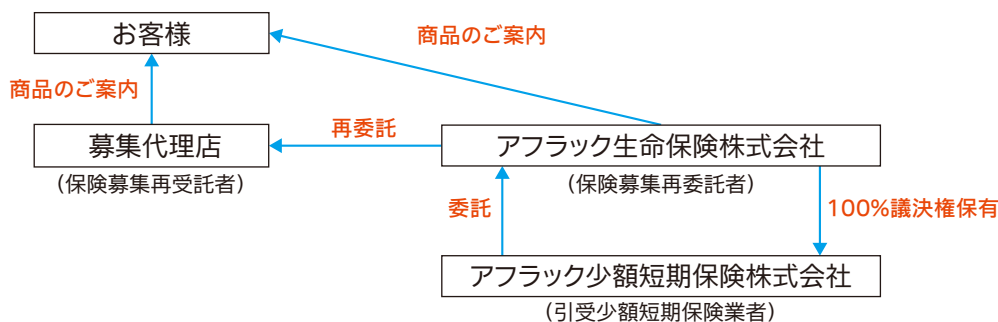 お客様
商品のご案内
商品のご案内
募集代理店
(保険募集再受託者)
再委託
アフラック生命保険株式会社
(保険募集再委託者)
委託
100%議決権保有
アフラック少額短期保険株式会社
(引受少額短期保険業者)